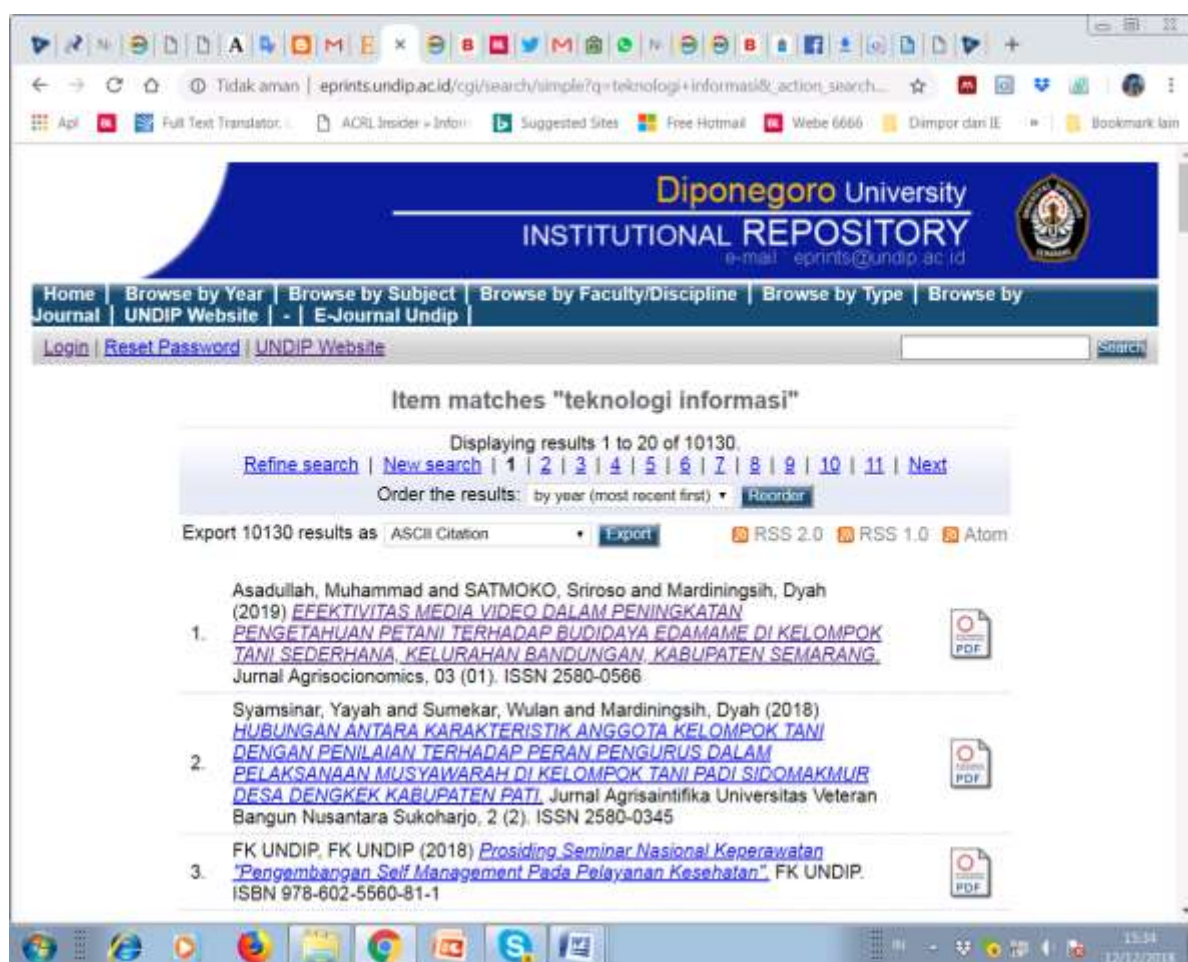 Tidak aman | eprints.undip.ac.id/cgi/search/simple?q=teknologi+informasi&_action_search...
Apl Full Text Translator, ACRL Insider Suggested Sites Free Hotmail Webe 6666 Diimpor dari IE » Bookmark lain
Diponegoro University
INSTITUTIONAL REPOSITORY
e-mail eprints@undip.ac.id
Home | Browse by Year | Browse by Subject | Browse by Faculty/Discipline | Browse by Type | Browse by
Journal | UNDIP Website | - | E-Journal Undip |
Login | Reset Password | UNDIP Website Search
Item matches "teknologi informasi"
Displaying results 1 to 20 of 10130.
Refine search | New search | 1 | 2 | 3 | 4 | 5 | 6 | 7 | 8 | 9 | 10 | 11 | Next
Order the results: by year (most recent first) Reorder
Export 10130 results as ASCII Citation Export RSS 2.0 RSS 1.0 Atom
Asadullah, Muhammad and SATMOKO, Sriroso and Mardiningsih, Dyah
(2019) EFEKTIVITAS MEDIA VIDEO DALAM PENINGKATAN
1. PENGETAHUAN PETANI TERHADAP BUDIDAYA EDAMAME DI KELOMPOK PDF
TANI SEDERHANA, KELURAHAN BANDUNGAN, KABUPATEN SEMARANG.
Jurnal Agrisocionomics, 03 (01). ISSN 2580-0566
Syamsinar, Yayah and Sumekar, Wulan and Mardiningsih, Dyah (2018)
HUBUNGAN ANTARA KARAKTERISTIK ANGGOTA KELOMPOK TANI
2. DENGAN PENILAIAN TERHADAP PERAN PENGURUS DALAM PDF
PELAKSANAAN MUSYAWARAH DI KELOMPOK TANI PADI SIDOMAKMUR
DESA DENGKEK KABUPATEN PATI. Jurnal Agrisaintifika Universitas Veteran
Bangun Nusantara Sukoharjo, 2 (2). ISSN 2580-0345
FK UNDIP, FK UNDIP (2018) Prosiding Seminar Nasional Keperawatan
3. "Pengembangan Self Management Pada Pelayanan Kesehatan". FK UNDIP. PDF
ISBN 978-602-5560-81-1
IN 15:34
12/12/2018